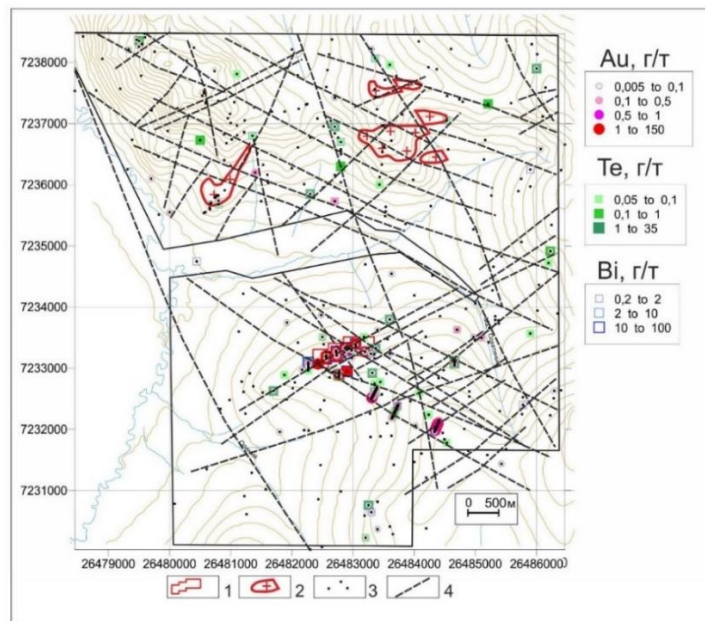 7238000
7237000
7236000
7235000
7234000
7233000
7232000
7231000
26479000 26480000 26481000 26482000 26483000 26484000 26485000 26486000
0 500м
Au, г/т
0,005 to 0,1
0,1 to 0,5
0,5 to 1
1 to 150
Te, г/т
0,05 to 0,1
0,1 to 1
1 to 35
Bi, г/т
0,2 to 2
2 to 10
10 to 100
1 2 3 4